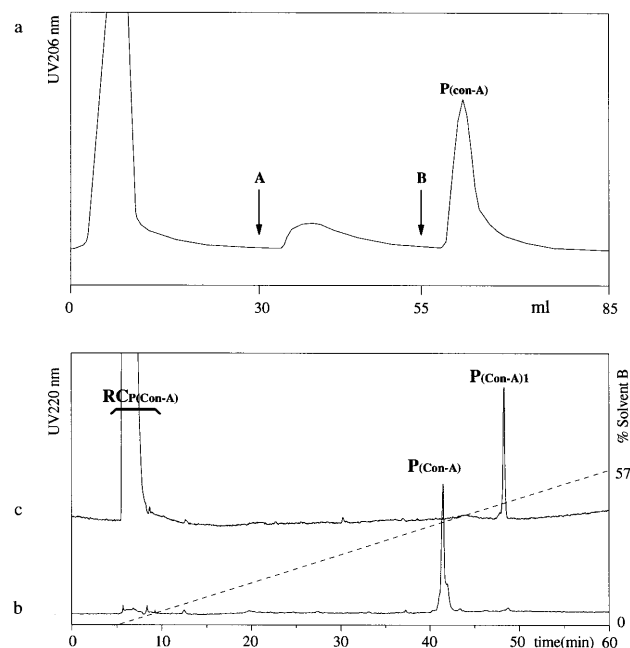 a
UV206 nm
P(con-A)
A
B
0
30
55
ml
85
UV220 nm
RCP(Con-A)
P(Con-A)1
P(Con-A)
% Solvent B
57
c
b
0
0
10
20
30
40
50
time(min)
60